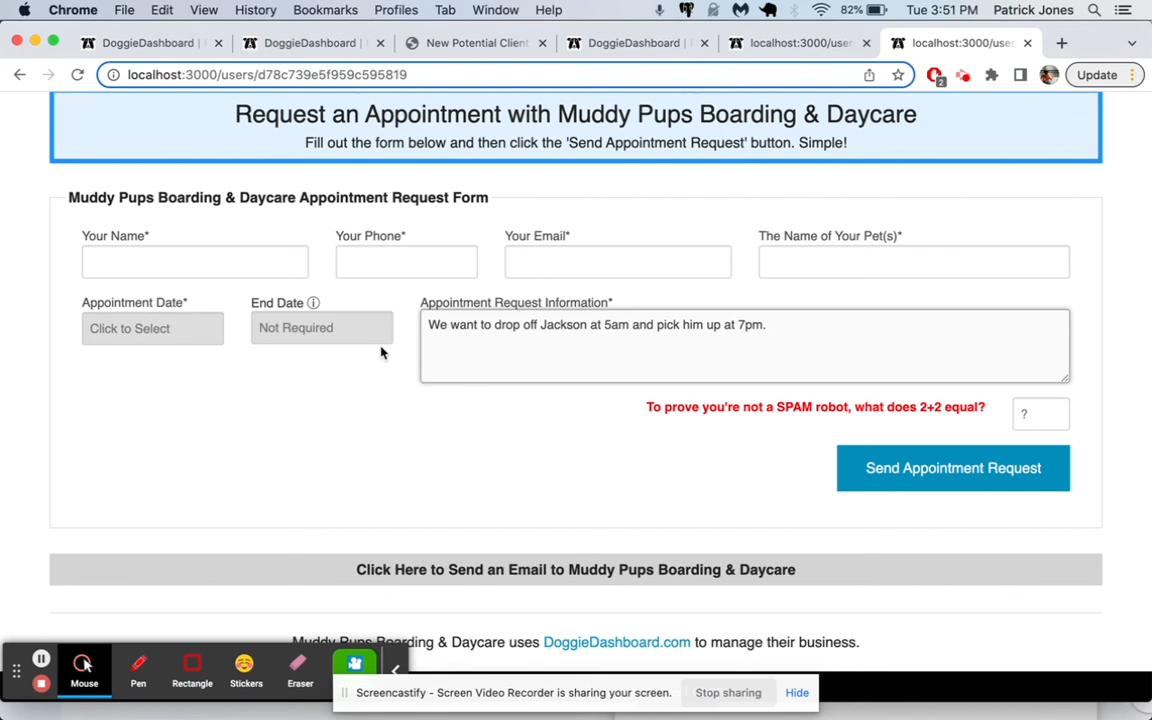 Chrome File Edit View History Bookmarks Profiles Tab Window Help 82% Tue 3:51 PM Patrick Jones
DoggieDashboard | DoggieDashboard | New Potential Client DoggieDashboard | localhost:3000/use localhost:3000/use
localhost:3000/users/d78c739e5f959c595819 2 Update
Request an Appointment with Muddy Pups Boarding & Daycare
Fill out the form below and then click the 'Send Appointment Request' button. Simple!
Muddy Pups Boarding & Daycare Appointment Request Form
Your Name* Your Phone* Your Email* The Name of Your Pet(s)*
Appointment Date* End Date Appointment Request Information*
Click to Select Not Required We want to drop off Jackson at 5am and pick him up at 7pm.
To prove you're not a SPAM robot, what does 2+2 equal? ?
Send Appointment Request
Click Here to Send an Email to Muddy Pups Boarding & Daycare
Muddy Pups Boarding & Daycare uses DoggieDashboard.com to manage their business.
Mouse Pen Rectangle Stickers Eraser
Screencastify - Screen Video Recorder is sharing your screen. Stop sharing Hide